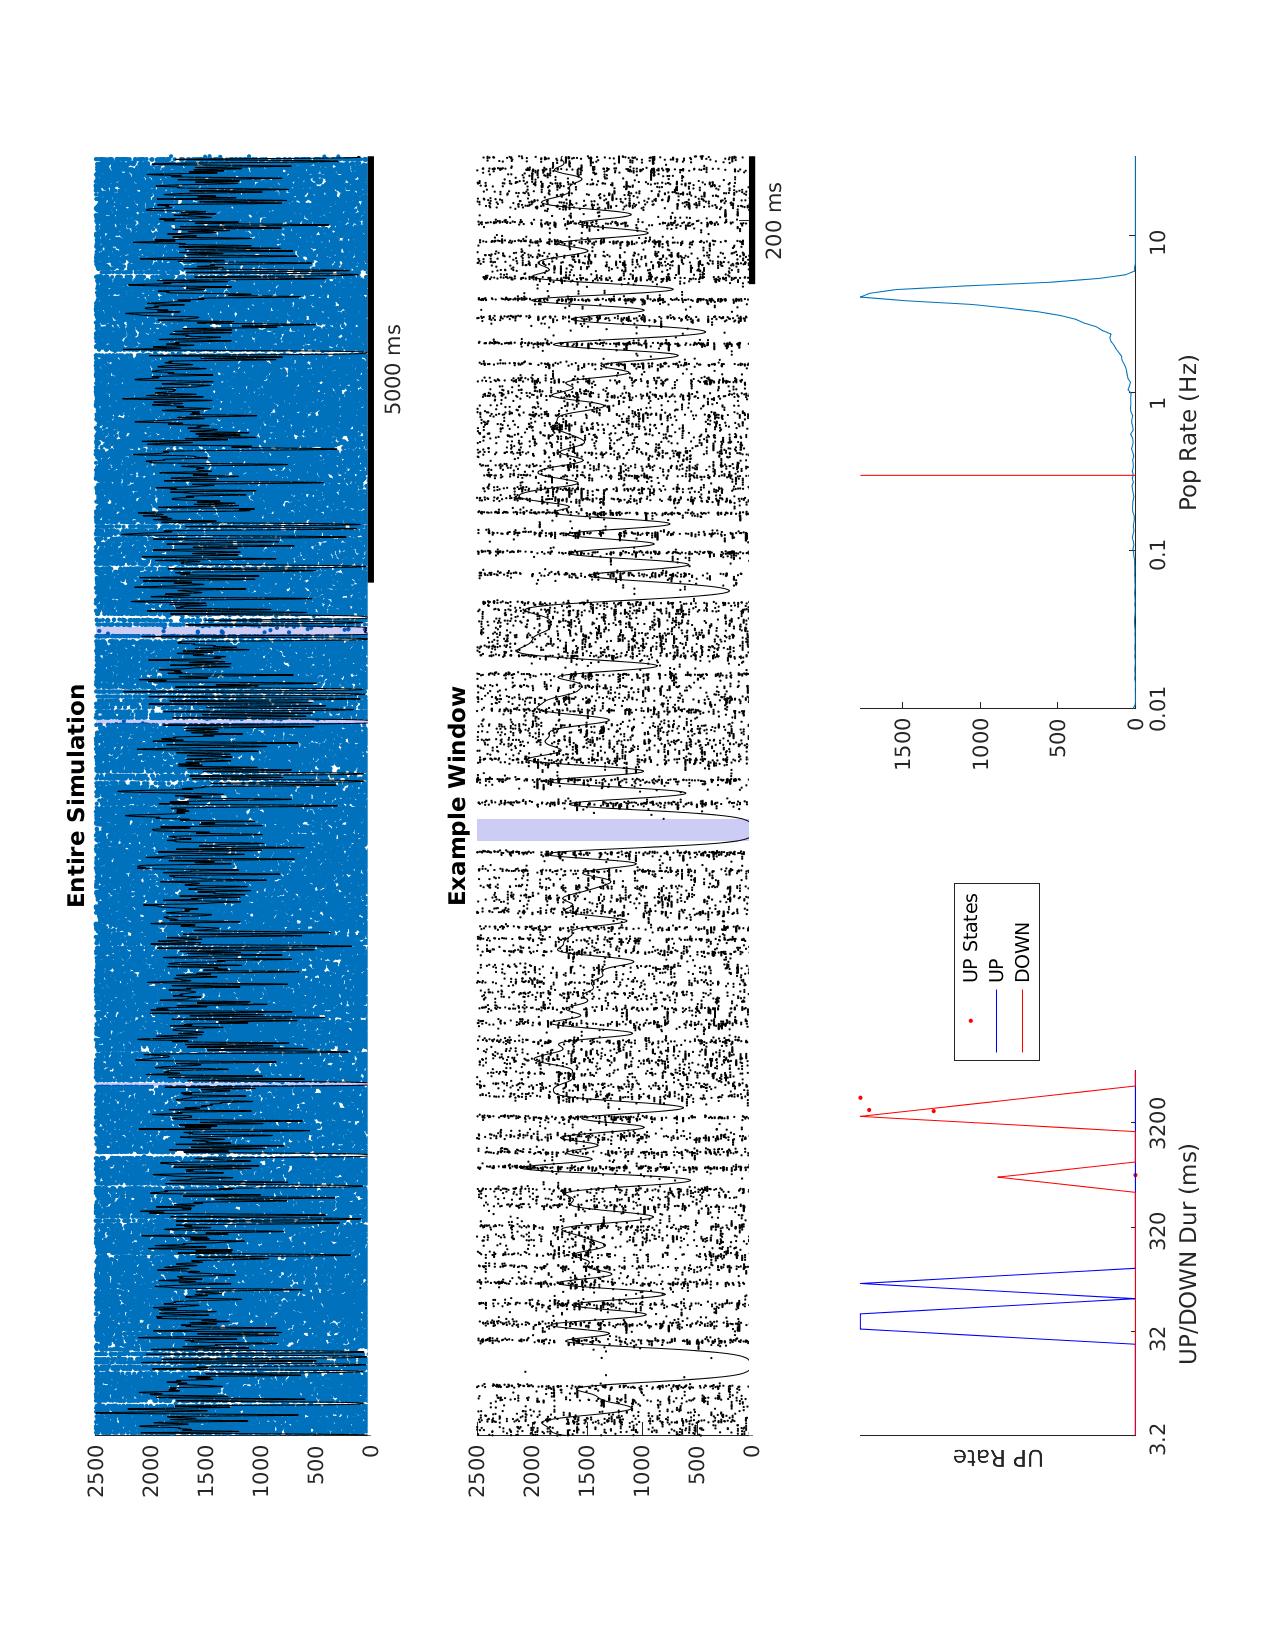 Entire Simulation
2500
2000
1500
1000
500
0
5000 ms
Example Window
2500
2000
1500
1000
500
0
200 ms
UP Rate
3.2 32 320 3200
UP/DOWN Dur (ms)
UP States
UP
DOWN
1500
1000
500
0
0.01 0.1 1 10
Pop Rate (Hz)